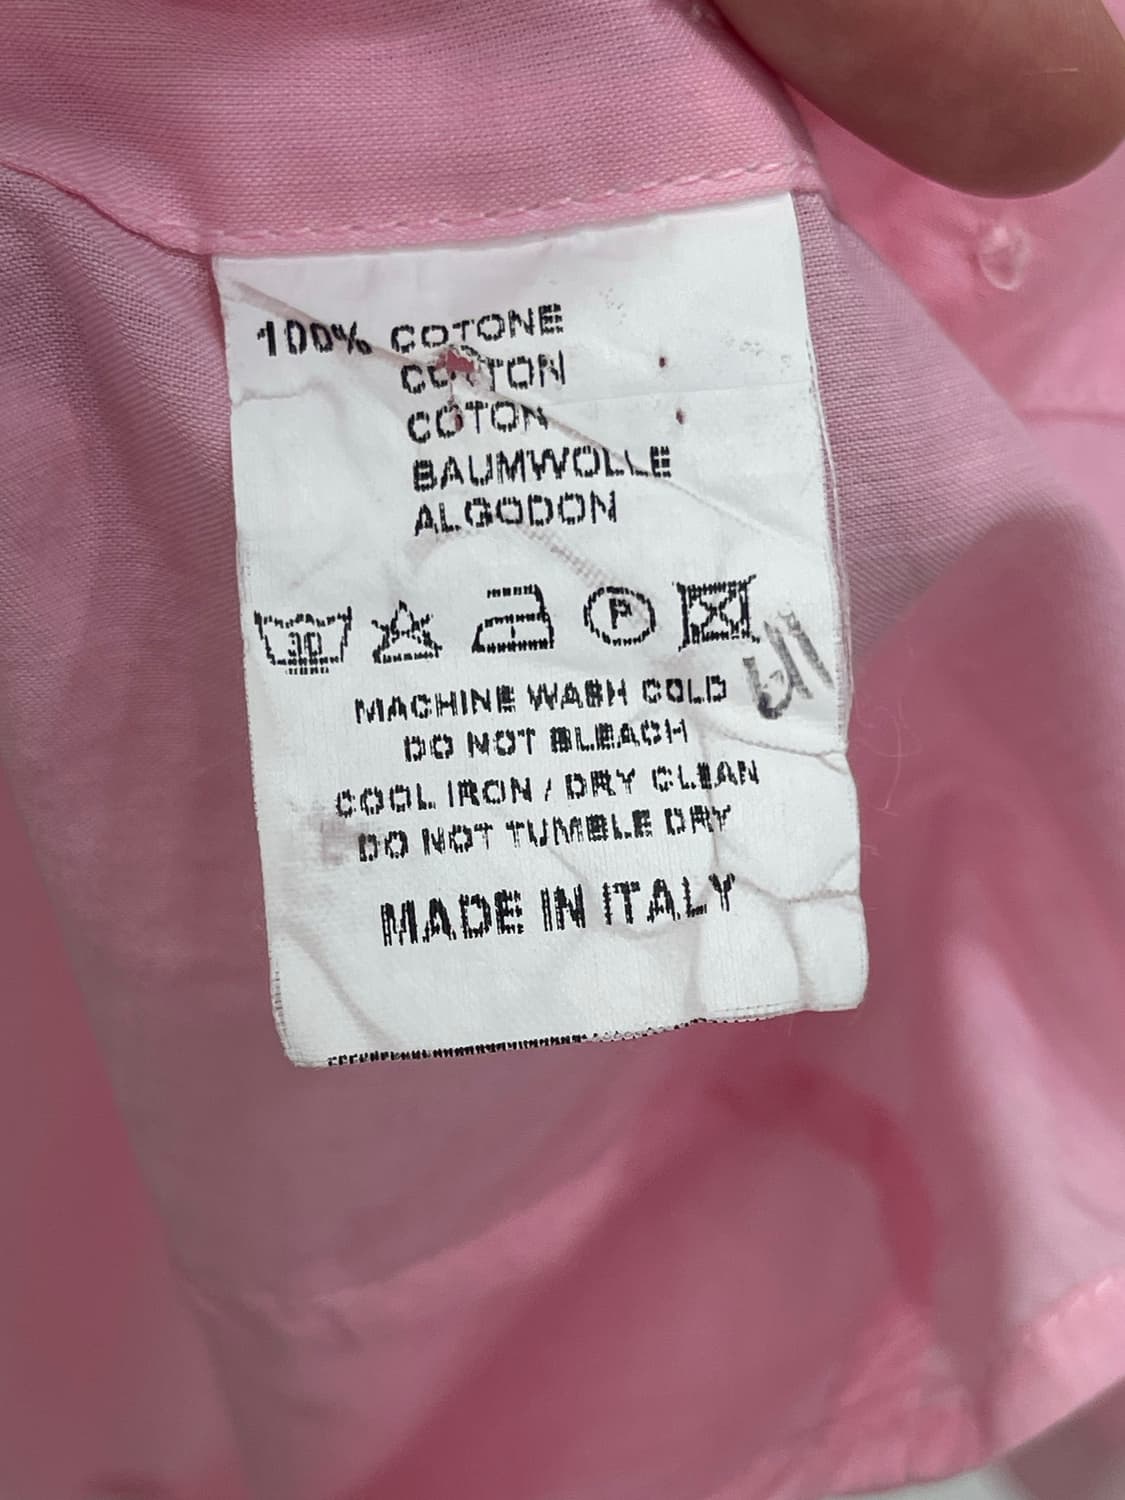 100% COTONE
COTTON
COTON
BAUMWOLLE
ALGODON
30
P
MACHINE WASH COLD
DO NOT BLEACH
COOL IRON / DRY CLEAN
DO NOT TUMBLE DRY
MADE IN ITALY